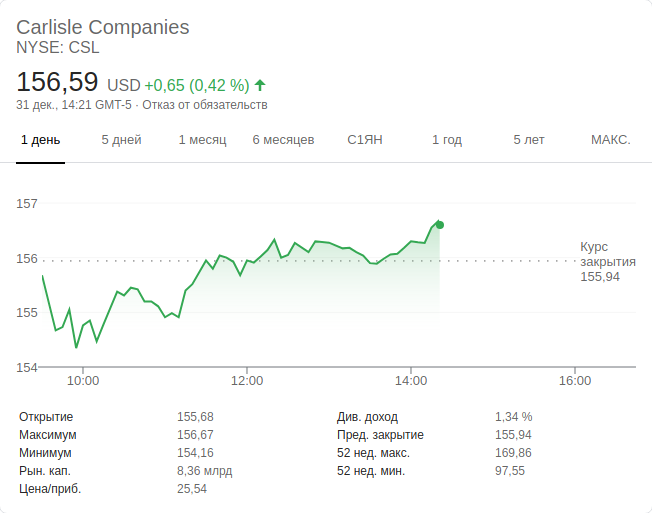 Carlisle Companies
NYSE: CSL
156,59 USD +0,65 (0,42 %)
31 дек., 14:21 GMT-5 · Отказ от обязательств
1 день 5 дней 1 месяц 6 месяцев С1ЯН 1 год 5 лет МАКС.
157
156
155
154
Курс
закрытия
155,94
10:00 12:00 14:00 16:00
Открытие 155,68 Див. доход 1,34 %
Максимум 156,67 Пред. закрытие 155,94
Минимум 154,16 52 нед. макс. 169,86
Рын. кап. 8,36 млрд 52 нед. мин. 97,55
Цена/приб. 25,54